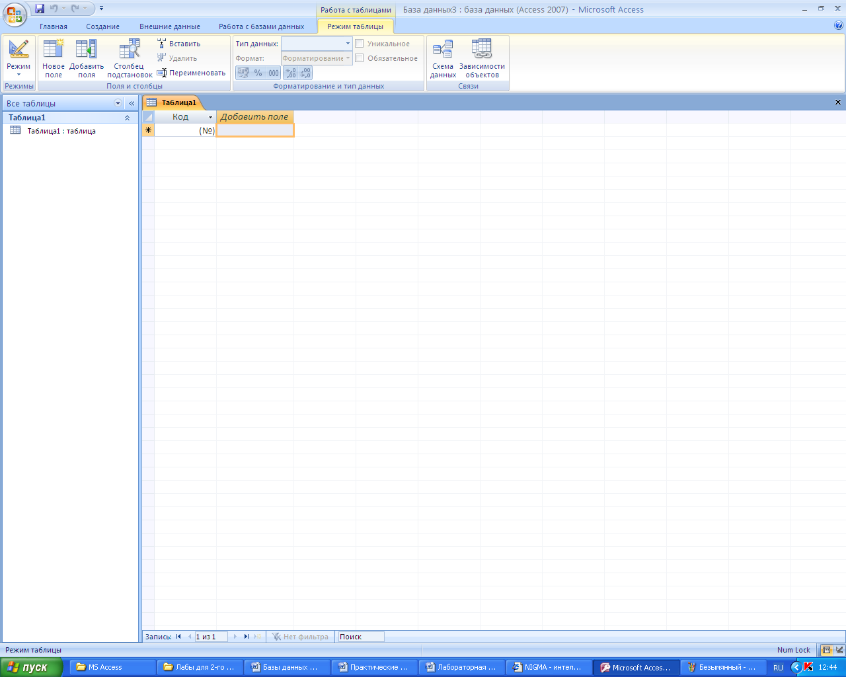 Работа с таблицами
База данных3 : база данных (Access 2007) - Microsoft Access
Главная Создание Внешние данные Работа с базами данных Режим таблицы
Режим
Новое поле
Добавить поля
Столбец подстановок
Вставить
Удалить
Переименовать
Тип данных:
Формат: Форматирование
% 000
Уникальное
Обязательное
Схема данных
Зависимости объектов
Режимы Поля и столбцы Форматирование и тип данных Связи
Все таблицы
«
Таблица1
Таблица1
Таблица1 : таблица
Код Добавить поле
(№)
Запись: 1 из 1 Нет фильтра Поиск
Режим таблицы Num Lock
пуск MS Access Лабы для 2-го ... Базы данных ... Практические ... Лабораторная ... NIGMA - интел... Microsoft Acces... Безымянный - ... RU 12:44